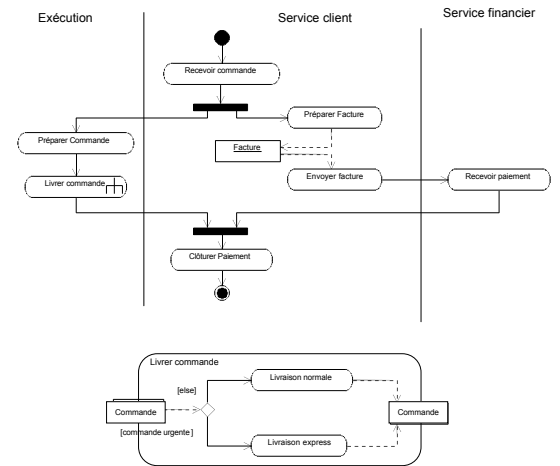 Exécution
Service client
Service financier
Recevoir commande
Préparer Facture
Préparer Commande
Facture
Livrer commande
Envoyer facture
Recevoir paiement
Clôturer Paiement
Livrer commande
Livraison normale
[else]
Commande
Commande
[commande urgente]
Livraison express